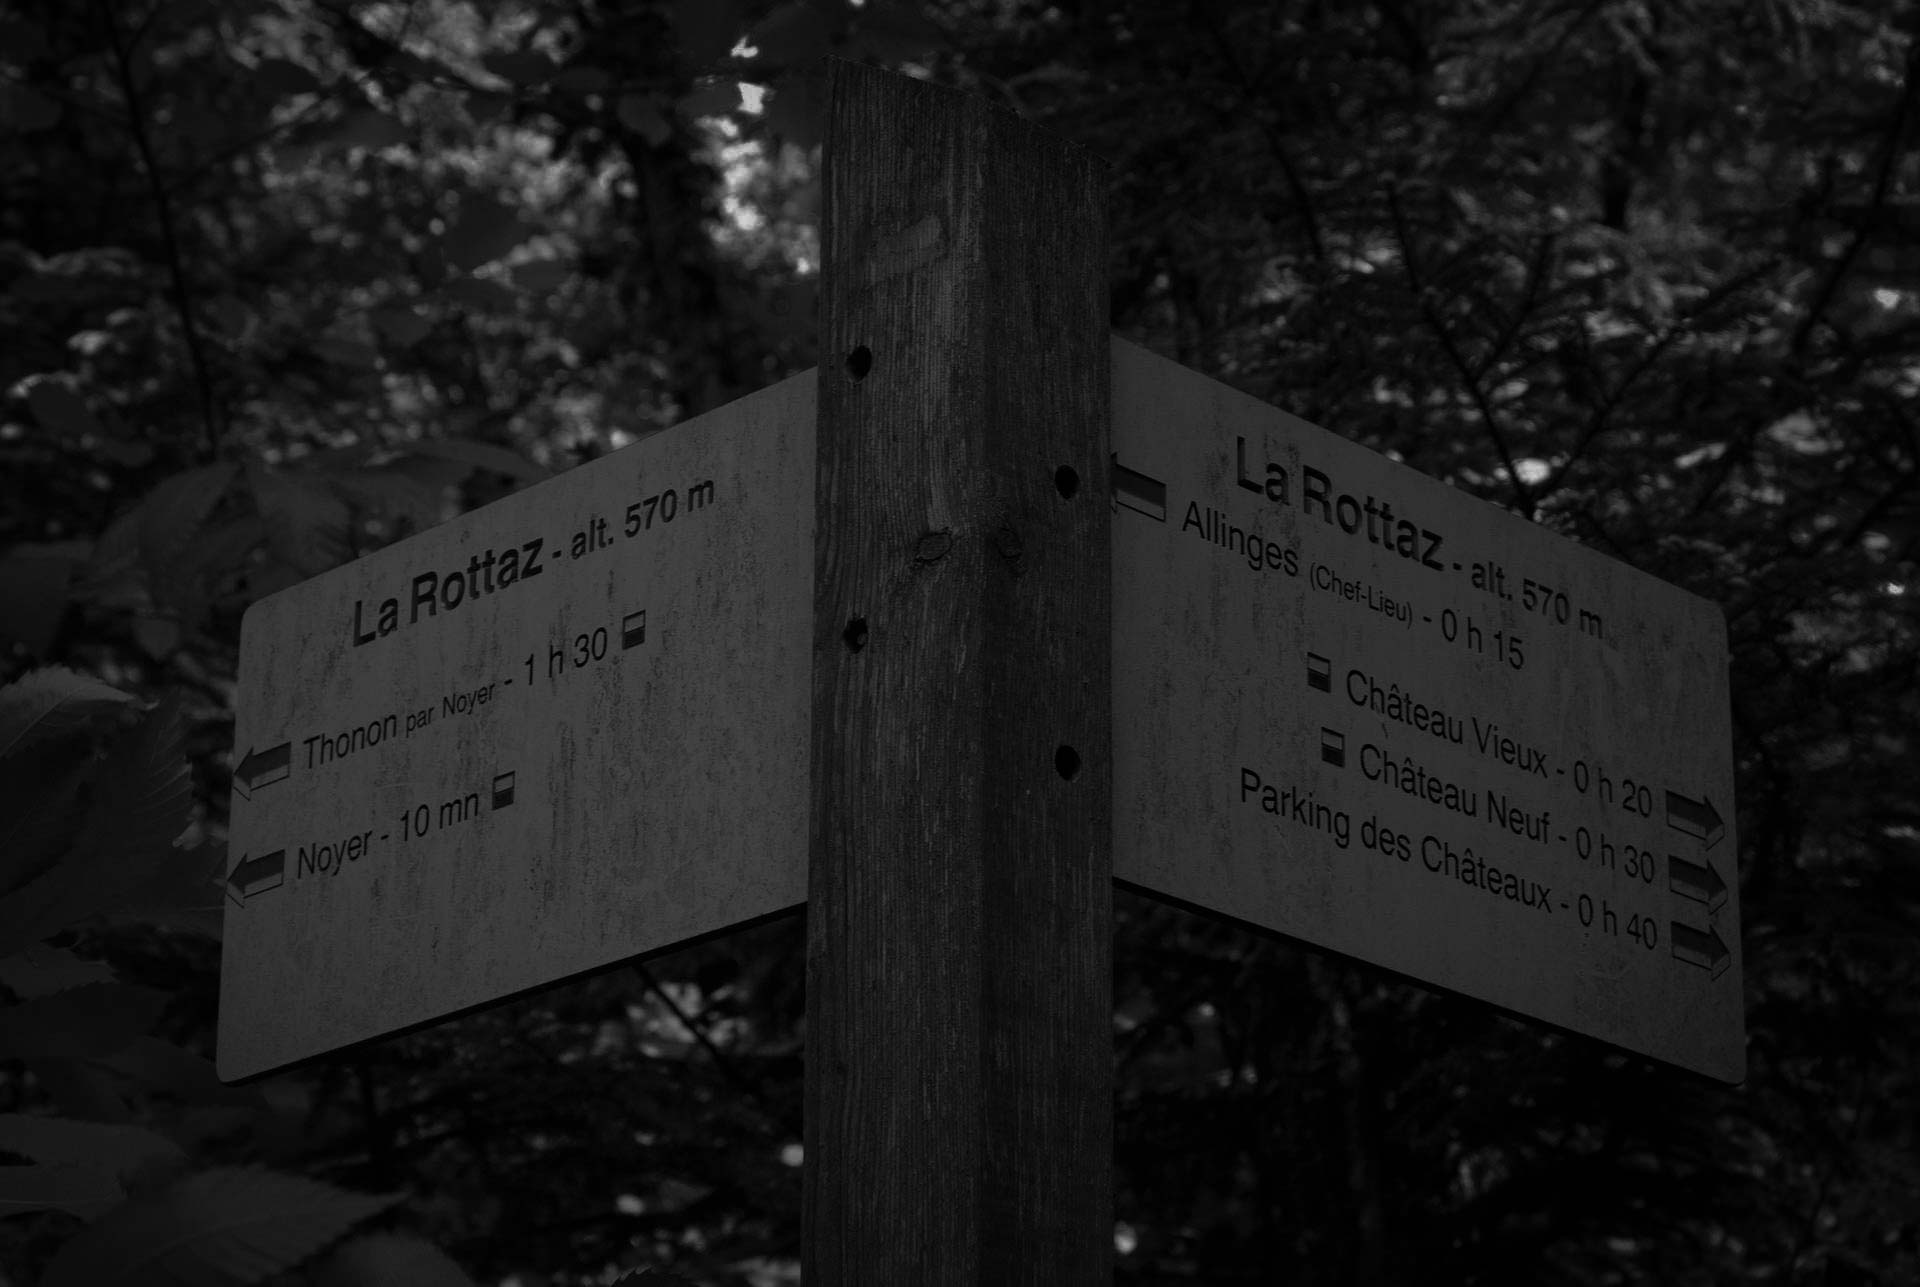 La Rottaz - alt. 570 m
Thonon par Noyer - 1 h 30
Noyer - 10 mn
La Rottaz - alt. 570 m
Allinges (Chef-Lieu) - 0 h 15
Château Vieux - 0 h 20
Château Neuf - 0 h 30
Parking des Châteaux - 0 h 40